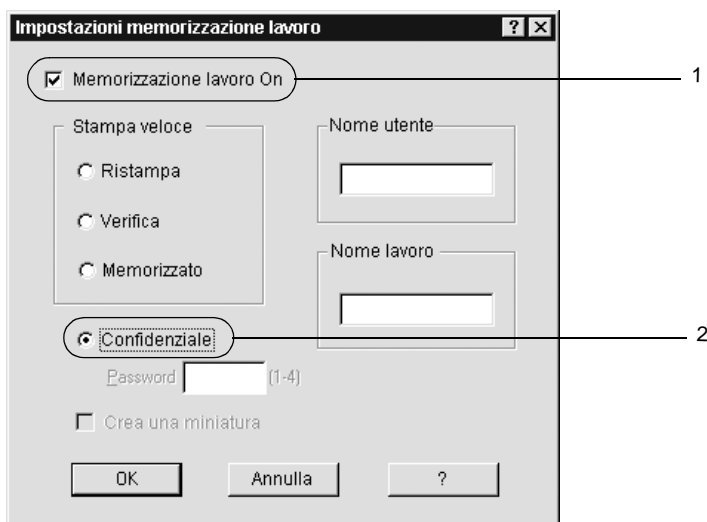 Impostazioni memorizzazione lavoro ? ×
Memorizzazione lavoro On
1
Stampa veloce
Nome utente
Ristampa
Verifica
Memorizzato
Nome lavoro
Confidenziale
2
Password (1-4)
Crea una miniatura
OK
Annulla
?